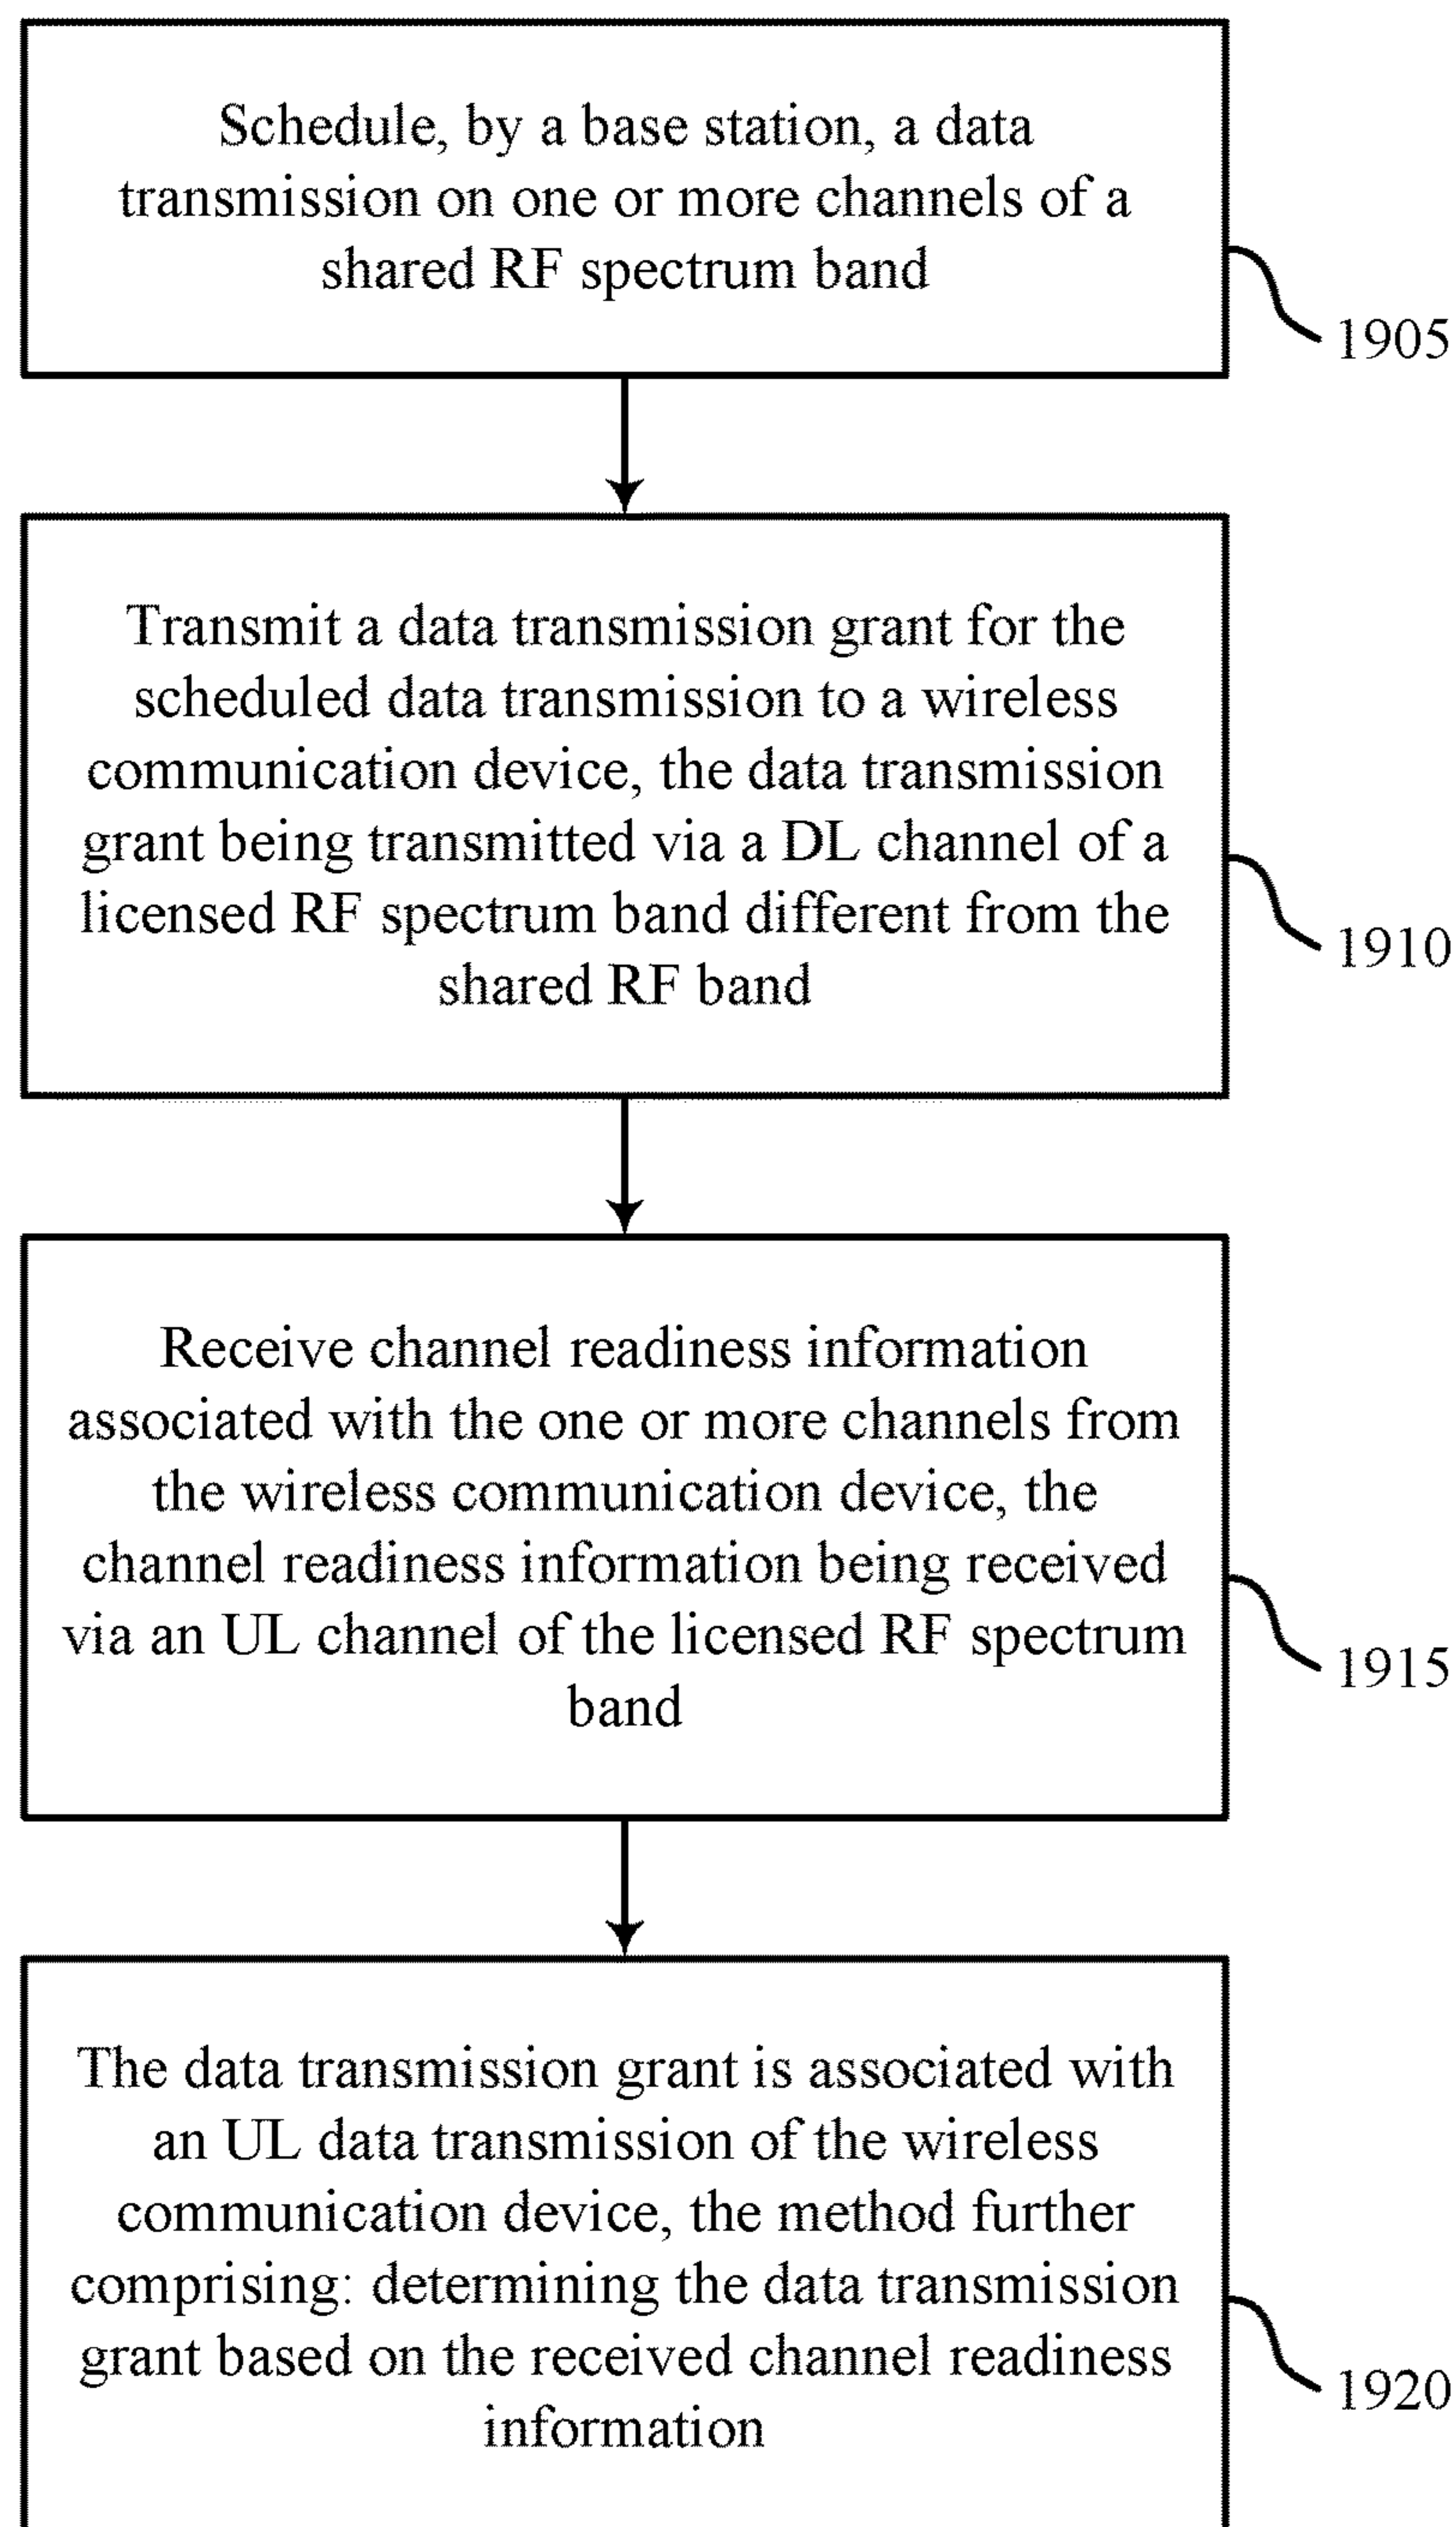 Schedule, by a base station, a data
transmission on one or more channels of a
shared RF spectrum band
1905
Transmit a data transmission grant for the
scheduled data transmission to a wireless
communication device, the data transmission
grant being transmitted via a DL channel of a
licensed RF spectrum band different from the
shared RF band
1910
Receive channel readiness information
associated with the one or more channels from
the wireless communication device, the
channel readiness information being received
via an UL channel of the licensed RF spectrum
band
1915
The data transmission grant is associated with
an UL data transmission of the wireless
communication device, the method further
comprising: determining the data transmission
grant based on the received channel readiness
information
1920